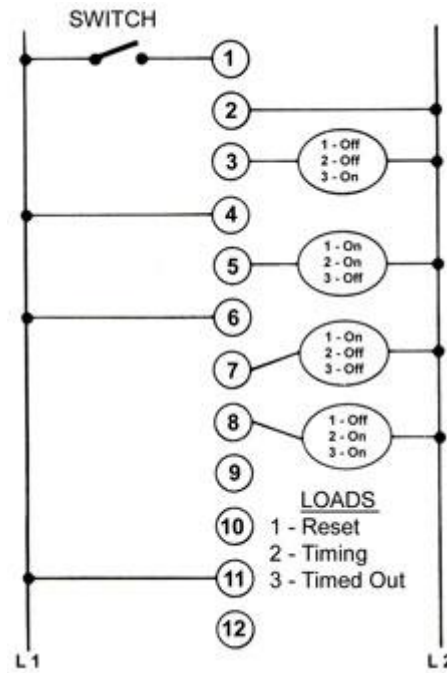 SWITCH
1
2
1 - Off
2 - Off
3 - On
3
4
1 - On
2 - On
3 - Off
5
6
1 - On
2 - Off
3 - Off
7
1 - Off
2 - On
3 - On
8
9
LOADS
10 1 - Reset
2 - Timing
11 3 - Timed Out
12
L 1 L 2